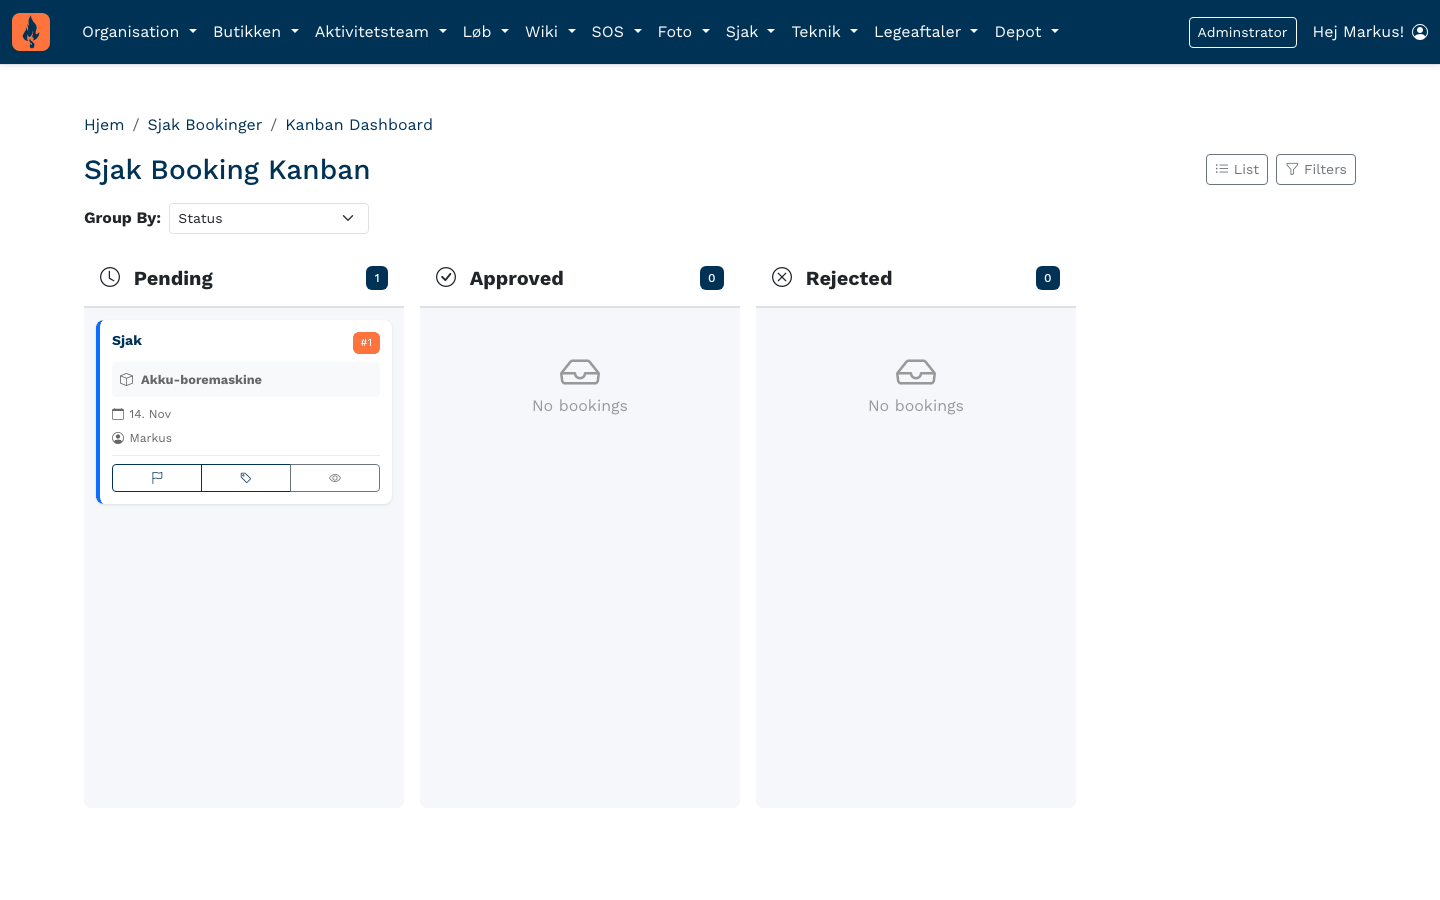 Organisation Butikken Aktivitetsteam Løb Wiki SOS Foto Sjak Teknik Legeaftaler Depot Adminstrator Hej Markus!
Hjem / Sjak Bookinger / Kanban Dashboard
Sjak Booking Kanban
List Filters
Group By: Status
Pending 1
Approved 0
Rejected 0
Sjak #1
Akku-boremaskine
14. Nov
Markus
No bookings
No bookings